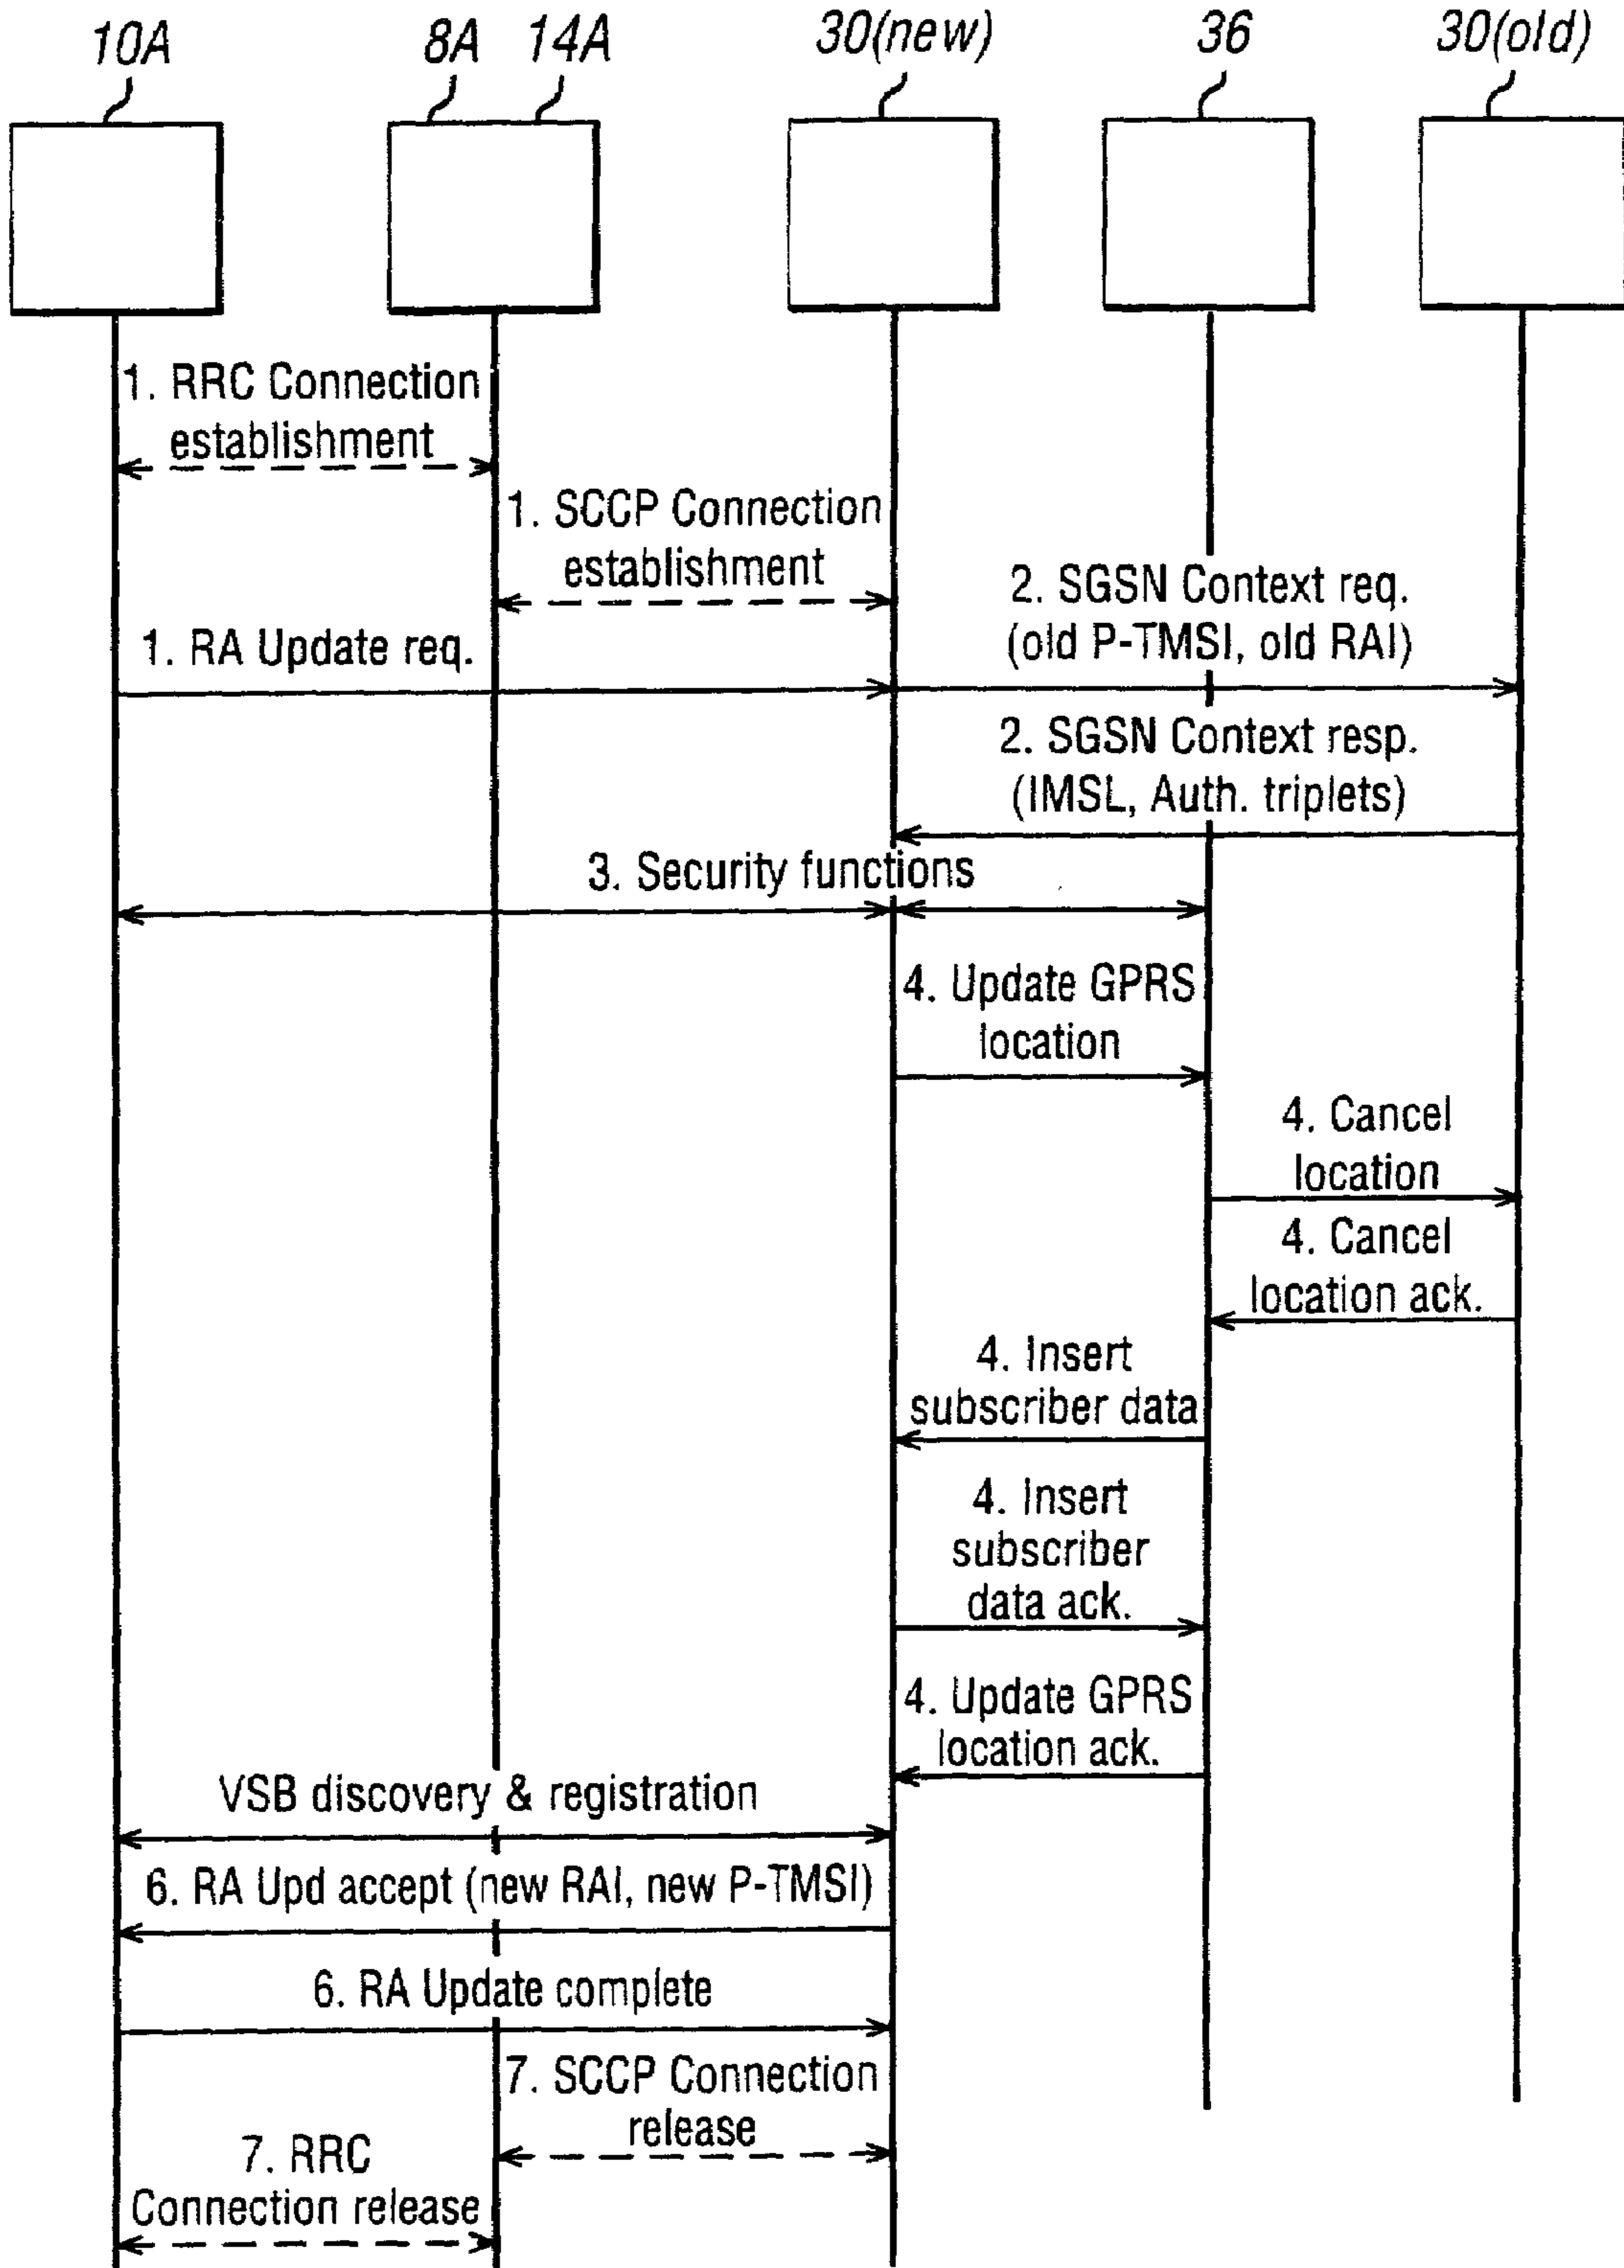 10A 8A 14A 30(new) 36 30(old)
1. RRC Connection
establishment
1. SCCP Connection
establishment
2. SGSN Context req.
(old P-TMSI, old RAI)
1. RA Update req.
2. SGSN Context resp.
(IMSL, Auth. triplets)
3. Security functions
4. Update GPRS
location
4. Cancel
location
4. Cancel
location ack.
4. Insert
subscriber data
4. Insert
subscriber
data ack.
4. Update GPRS
location ack.
VSB discovery & registration
6. RA Upd accept (new RAI, new P-TMSI)
6. RA Update complete
7. SCCP Connection
release
7. RRC
Connection release